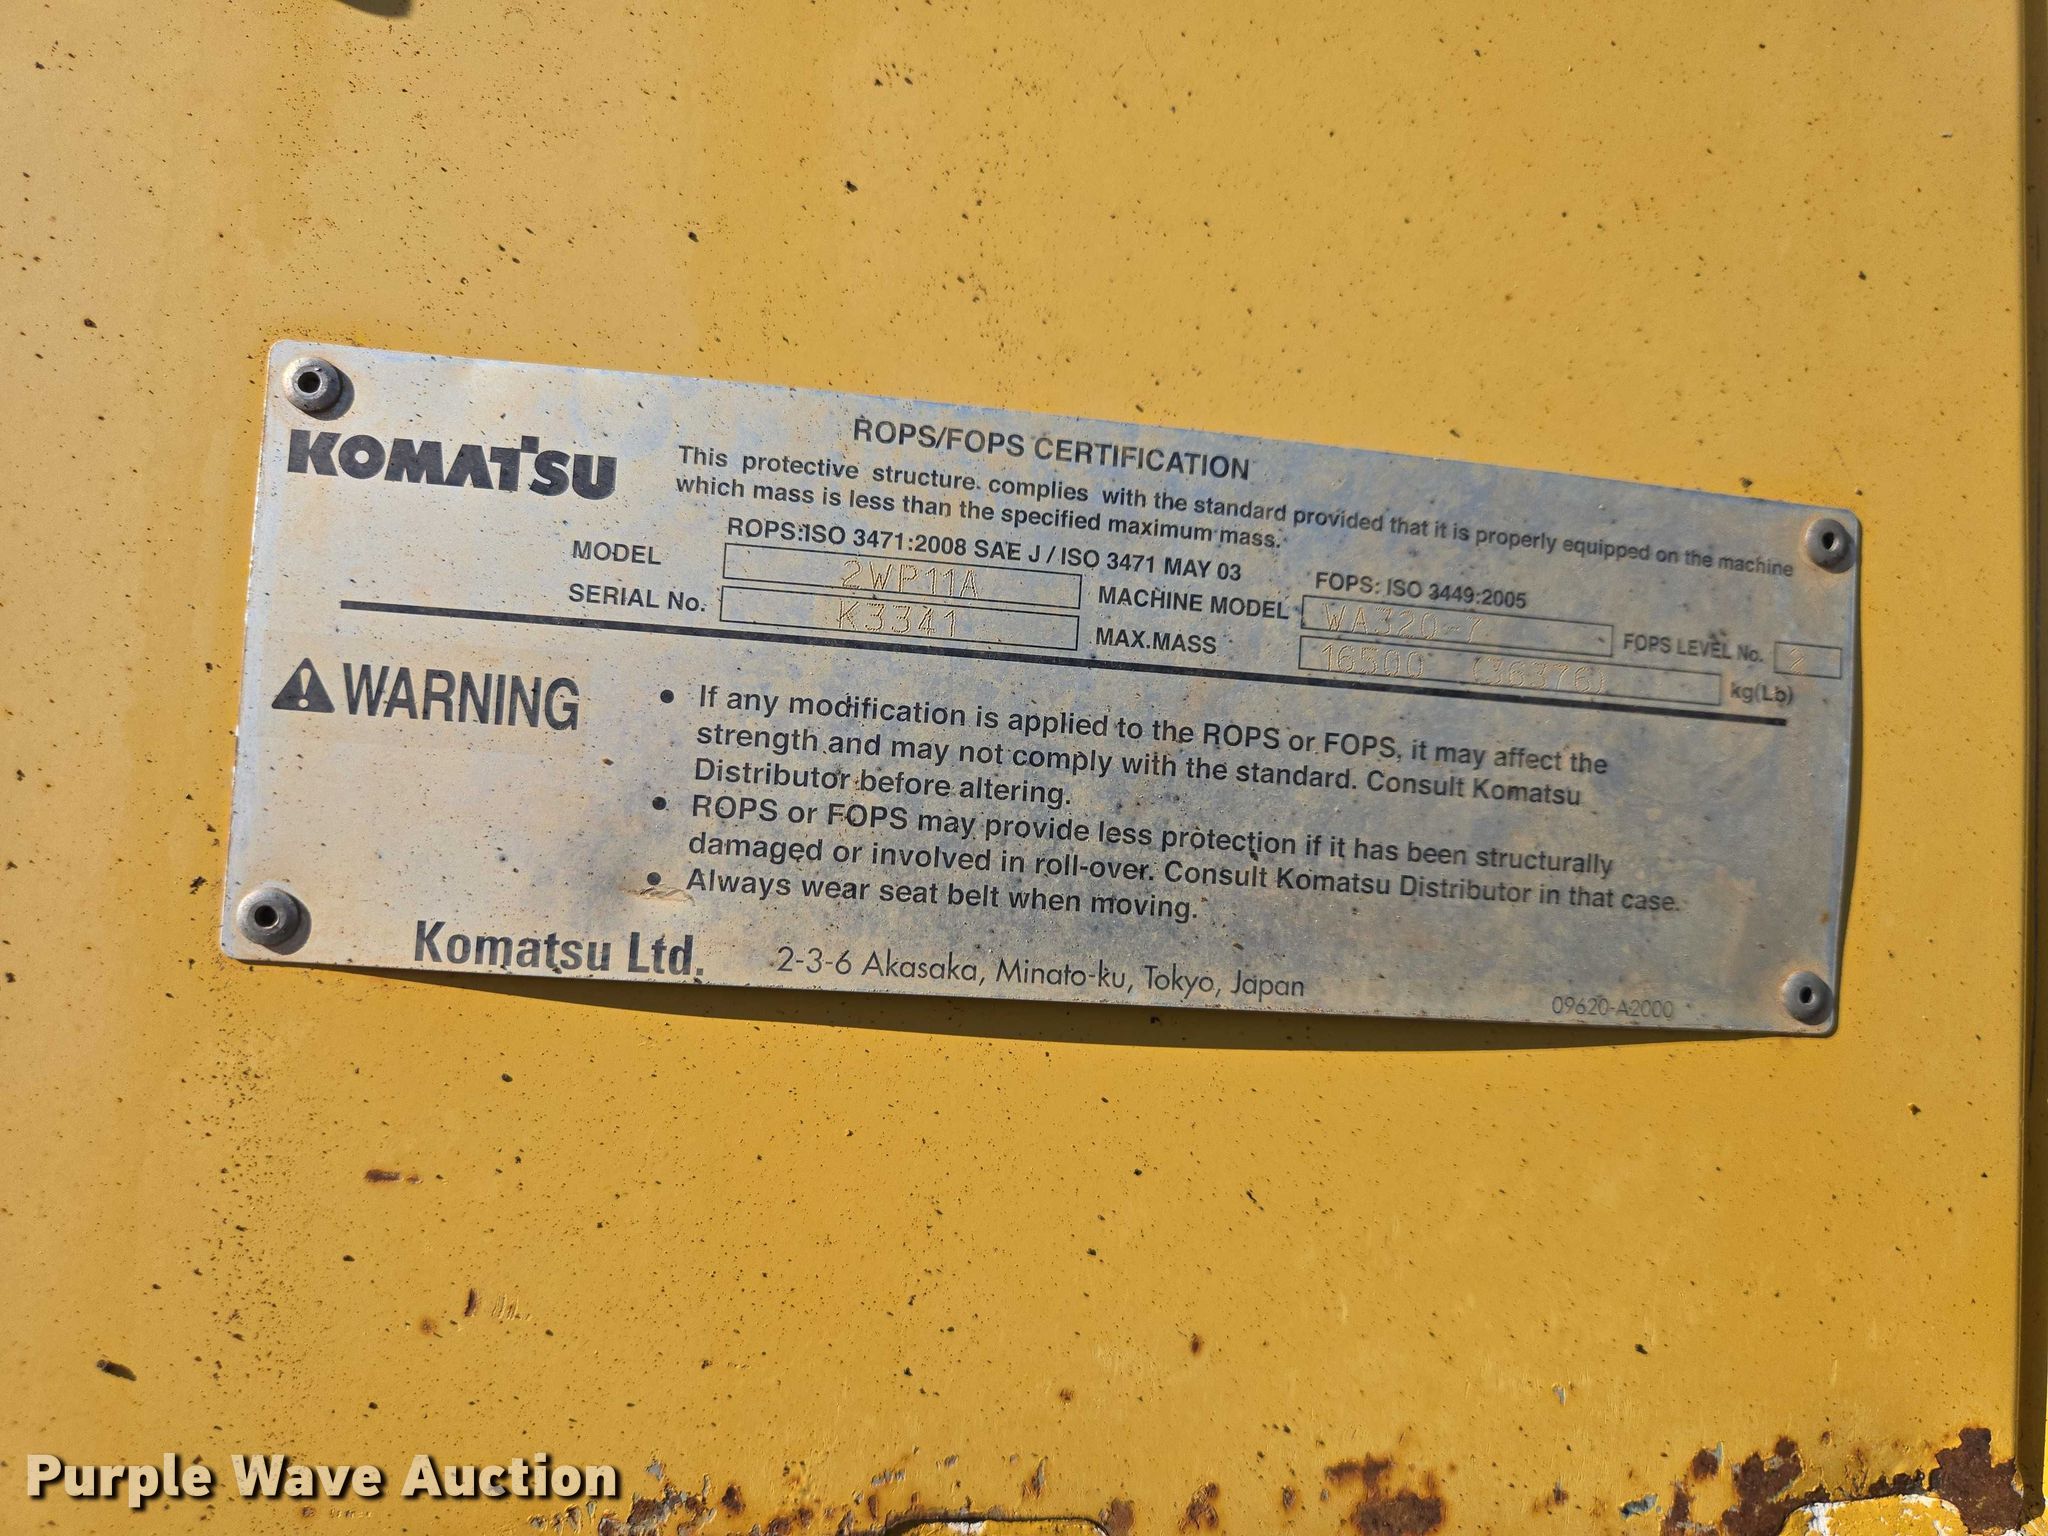 KOMATSU
ROPS/FOPS CERTIFICATION
This protective structure complies with the standard provided that it is properly equipped on the machine
which mass is less than the specified maximum mass.
ROPS:ISO 3471:2008 SAE J / ISO 3471 MAY 03 FOPS: ISO 3449:2005
MODEL 2WP11A MACHINE MODEL WA320-7 FOPS LEVEL No. 2
SERIAL No. K3341 MAX.MASS 16500 (36376) kg(Lb)
WARNING
• If any modification is applied to the ROPS or FOPS, it may affect the
strength and may not comply with the standard. Consult Komatsu
Distributor before altering.
• ROPS or FOPS may provide less protection if it has been structurally
damaged or involved in roll-over. Consult Komatsu Distributor in that case.
• Always wear seat belt when moving.
Komatsu Ltd. 2-3-6 Akasaka, Minato-ku, Tokyo, Japan
09620-A2000
Purple Wave Auction